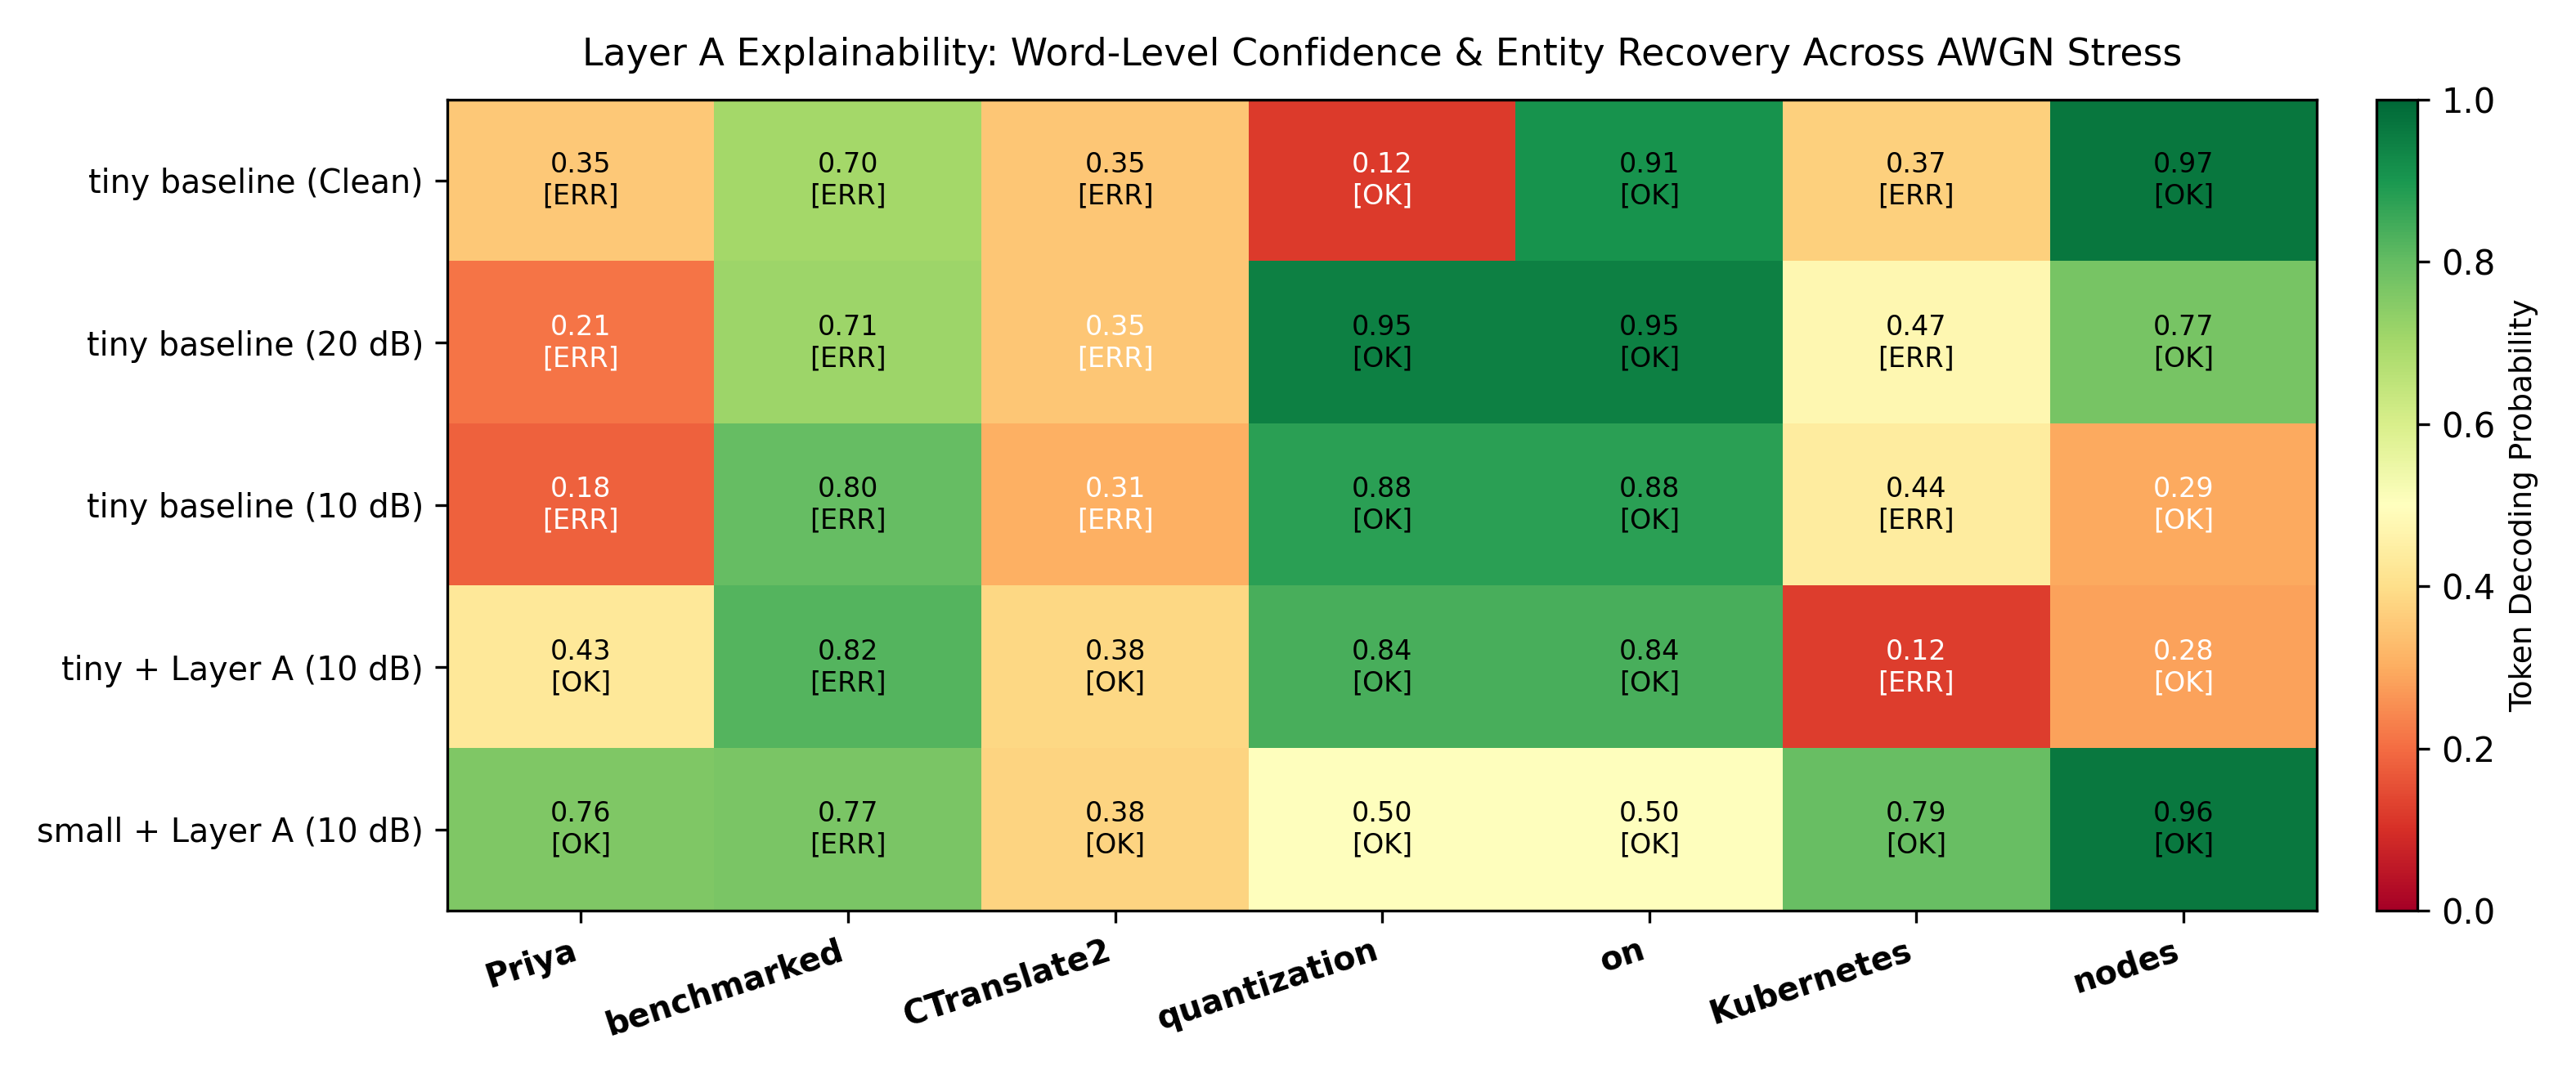 Layer A Explainability: Word-Level Confidence & Entity Recovery Across AWGN Stress
tiny baseline (Clean)
0.35 0.70 0.35 0.12 0.91 0.37 0.97
[ERR] [ERR] [ERR] [OK] [OK] [ERR] [OK]
tiny baseline (20 dB)
0.21 0.71 0.35 0.95 0.95 0.47 0.77
[ERR] [ERR] [ERR] [OK] [OK] [ERR] [OK]
tiny baseline (10 dB)
0.18 0.80 0.31 0.88 0.88 0.44 0.29
[ERR] [ERR] [ERR] [OK] [OK] [ERR] [OK]
tiny + Layer A (10 dB)
0.43 0.82 0.38 0.84 0.84 0.12 0.28
[OK] [ERR] [OK] [OK] [OK] [ERR] [OK]
small + Layer A (10 dB)
0.76 0.77 0.38 0.50 0.50 0.79 0.96
[OK] [ERR] [OK] [OK] [OK] [OK] [OK]
Priya benchmarked CTranslate2 quantization on Kubernetes nodes
1.0
0.8
0.6
0.4
0.2
0.0
Token Decoding Probability